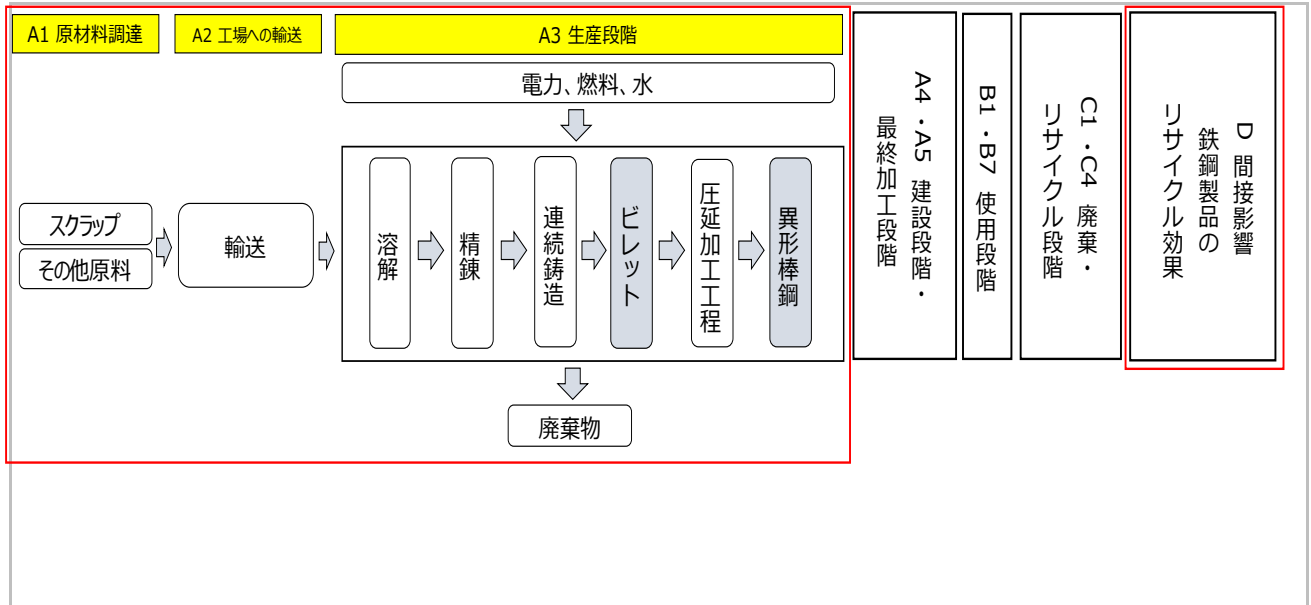 A1 原材料調達
A2 工場への輸送
A3 生産段階
電力、燃料、水
スクラップ
その他原料
輸送
溶解
精錬
連続鋳造
ビレット
圧延加工工程
異形棒鋼
廃棄物
A4・A5 建設段階・
最終加工段階
B1・B7 使用段階
C1・C4 廃棄・
リサイクル段階
D 間接影響
鉄鋼製品の
リサイクル効果